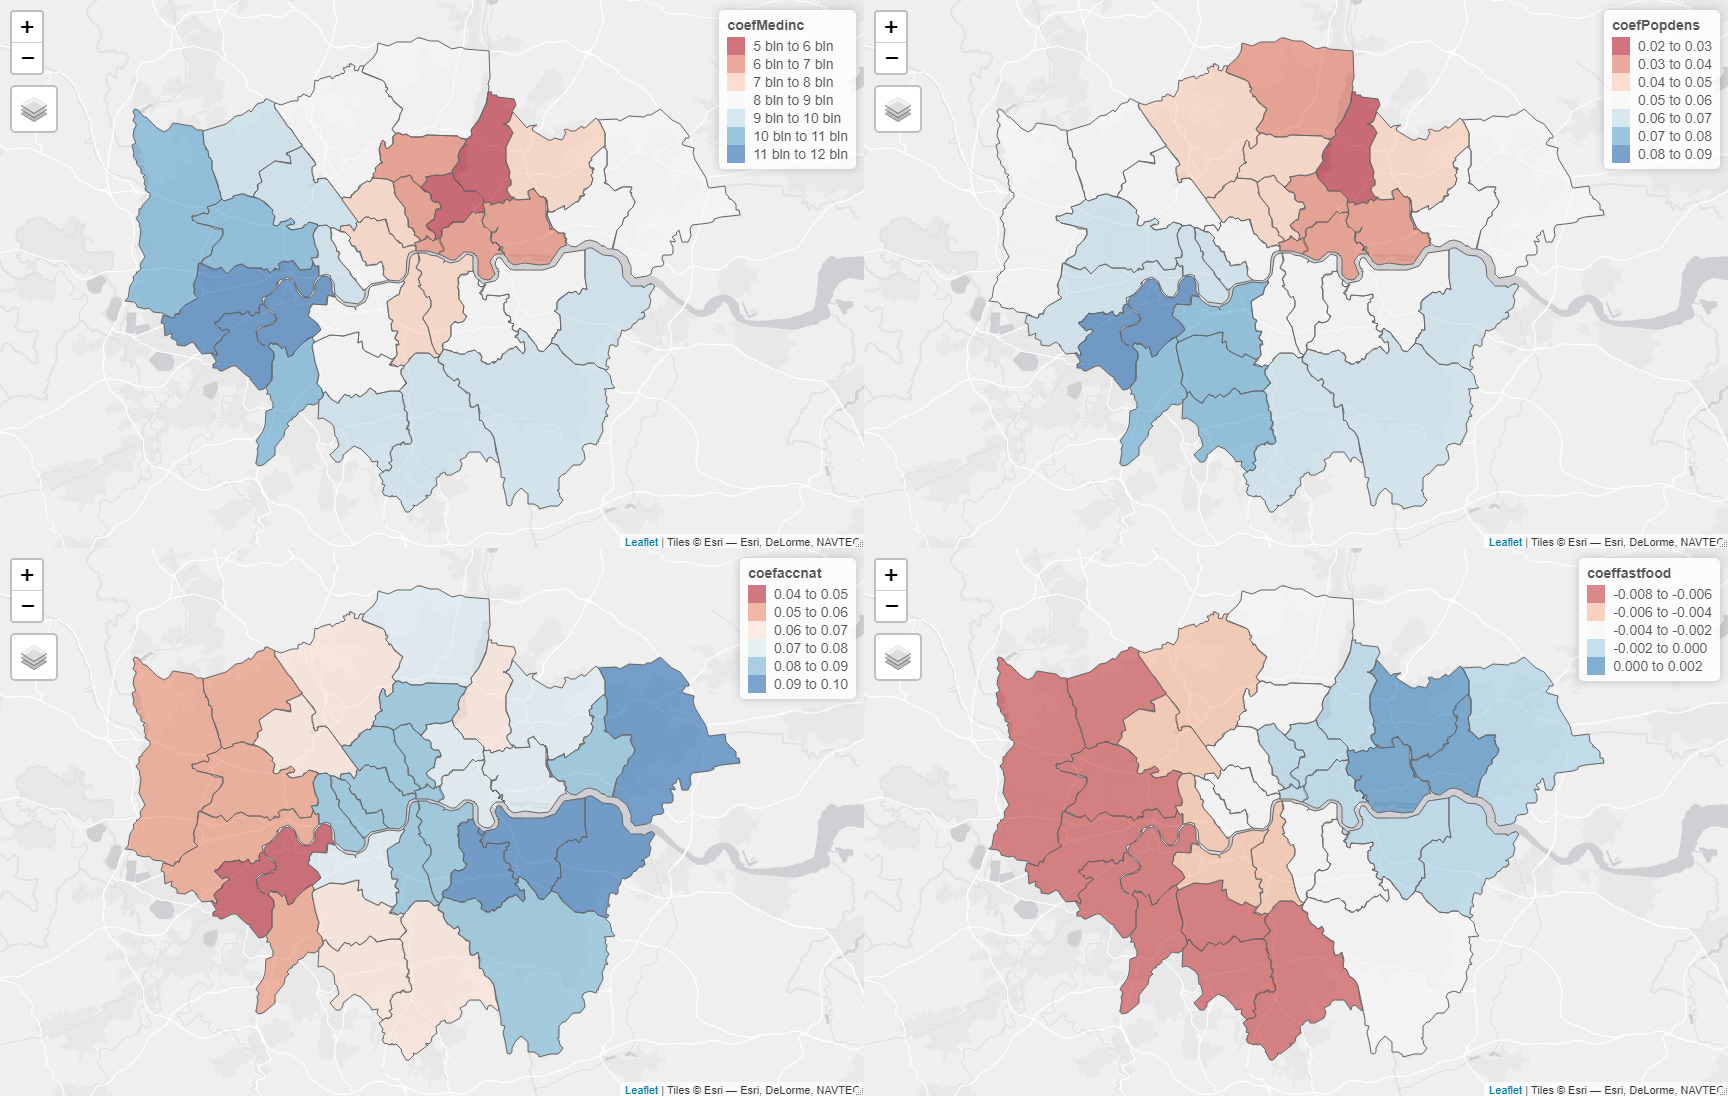 +
−
coefMedinc
5 bln to 6 bln
6 bln to 7 bln
7 bln to 8 bln
8 bln to 9 bln
9 bln to 10 bln
10 bln to 11 bln
11 bln to 12 bln
Leaflet | Tiles © Esri — Esri, DeLorme, NAVTEC
+
−
coefPopdens
0.02 to 0.03
0.03 to 0.04
0.04 to 0.05
0.05 to 0.06
0.06 to 0.07
0.07 to 0.08
0.08 to 0.09
Leaflet | Tiles © Esri — Esri, DeLorme, NAVTEC
+
−
coefaccnat
0.04 to 0.05
0.05 to 0.06
0.06 to 0.07
0.07 to 0.08
0.08 to 0.09
0.09 to 0.10
Leaflet | Tiles © Esri — Esri, DeLorme, NAVTEC
+
−
coeffastfood
-0.008 to -0.006
-0.006 to -0.004
-0.004 to -0.002
-0.002 to 0.000
0.000 to 0.002
Leaflet | Tiles © Esri — Esri, DeLorme, NAVTEC